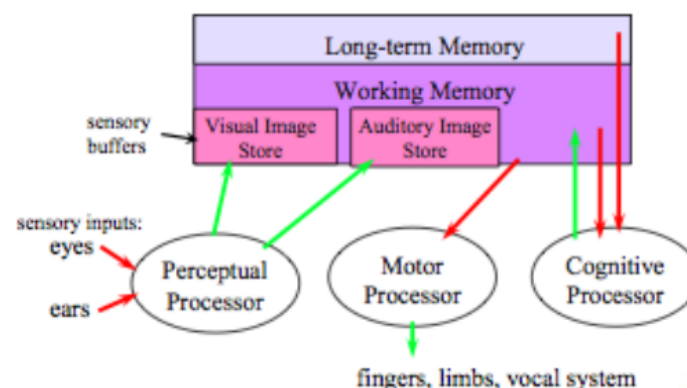 Long-term Memory
Working Memory
sensory
buffers
Visual Image
Store
Auditory Image
Store
sensory inputs:
eyes
ears
Perceptual
Processor
Motor
Processor
Cognitive
Processor
fingers, limbs, vocal system